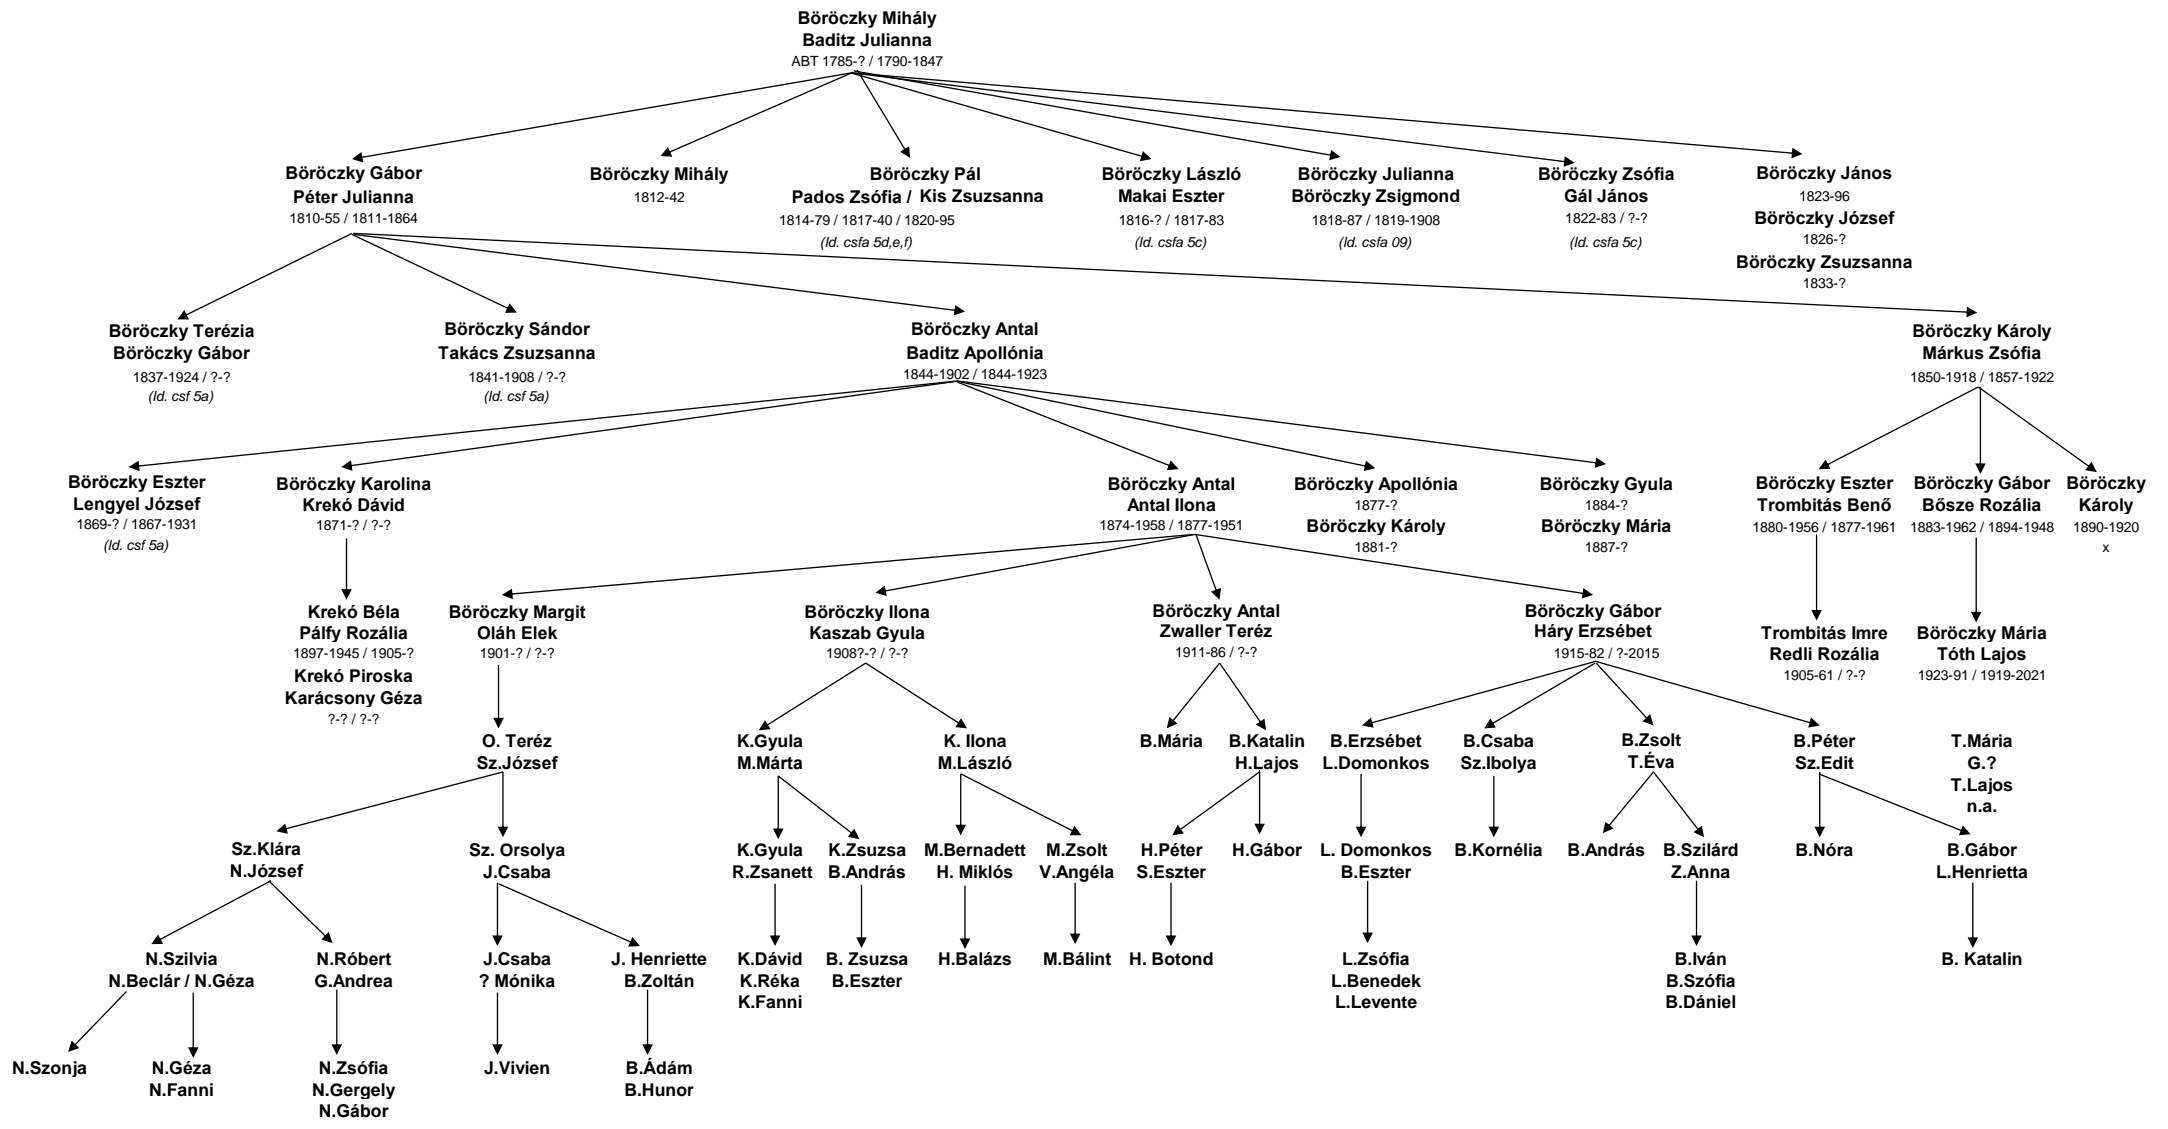 Böröczky Mihály
Baditz Julianna
ABT 1785-? / 1790-1847
Böröczky Gábor
Péter Julianna
1810-55 / 1811-1864
Böröczky Mihály
1812-42
Böröczky Pál
Pados Zsófia / Kis Zsuzsanna
1814-79 / 1817-40 / 1820-95
(ld. csfa 5d,e,f)
Böröczky László
Makai Eszter
1816-? / 1817-83
(ld. csfa 5c)
Böröczky Julianna
Böröczky Zsigmond
1818-87 / 1819-1908
(ld. csfa 09)
Böröczky Zsófia
Gál János
1822-83 / ?-?
(ld. csfa 5c)
Böröczky János
1823-96
Böröczky József
1826-?
Böröczky Zsuzsanna
1833-?
Böröczky Terézia
Böröczky Gábor
1837-1924 / ?-?
(ld. csf 5a)
Böröczky Sándor
Takács Zsuzsanna
1841-1908 / ?-?
(ld. csf 5a)
Böröczky Antal
Baditz Apollónia
1844-1902 / 1844-1923
Böröczky Károly
Márkus Zsófia
1850-1918 / 1857-1922
Böröczky Eszter
Lengyel József
1869-? / 1867-1931
(ld. csf 5a)
Böröczky Karolina
Krekó Dávid
1871-? / ?-?
Böröczky Antal
Antal Ilona
1874-1958 / 1877-1951
Böröczky Apollónia
1877-?
Böröczky Károly
1881-?
Böröczky Gyula
1884-?
Böröczky Mária
1887-?
Böröczky Eszter
Trombitás Benő
1880-1956 / 1877-1961
Böröczky Gábor
Bősze Rozália
1883-1962 / 1894-1948
Böröczky
Károly
1890-1920
x
Krekó Béla
Pálfy Rozália
1897-1945 / 1905-?
Krekó Piroska
Karácsony Géza
?-? / ?-?
Böröczky Margit
Oláh Elek
1901-? / ?-?
Böröczky Ilona
Kaszab Gyula
1908?-? / ?-?
Böröczky Antal
Zwaller Teréz
1911-86 / ?-?
Böröczky Gábor
Háry Erzsébet
1915-82 / ?-2015
Trombitás Imre
Redli Rozália
1905-61 / ?-?
Böröczky Mária
Tóth Lajos
1923-91 / 1919-2021
O. Teréz
Sz.József
K.Gyula
M.Márta
K. Ilona
M.László
B.Mária
B.Katalin
H.Lajos
B.Erzsébet
L.Domonkos
B.Csaba
Sz.Ibolya
B.Zsolt
T.Éva
B.Péter
Sz.Edit
T.Mária
G.?
T.Lajos
n.a.
Sz.Klára
N.József
Sz. Orsolya
J.Csaba
K.Gyula
R.Zsanett
K.Zsuzsa
B.András
M.Bernadett
H. Miklós
M.Zsolt
V.Angéla
H.Péter
S.Eszter
H.Gábor
L. Domonkos
B.Eszter
B.Kornélia
B.András
B.Szilárd
Z.Anna
B.Nóra
B.Gábor
L.Henrietta
N.Szilvia
N.Beclár / N.Géza
N.Róbert
G.Andrea
J.Csaba
? Mónika
J. Henriette
B.Zoltán
K.Dávid
K.Réka
K.Fanni
B. Zsuzsa
B.Eszter
H.Balázs
M.Bálint
H. Botond
L.Zsófia
L.Benedek
L.Levente
B.Iván
B.Szófia
B.Dániel
B. Katalin
N.Szonja
N.Géza
N.Fanni
N.Zsófia
N.Gergely
N.Gábor
J.Vivien
B.Ádám
B.Hunor